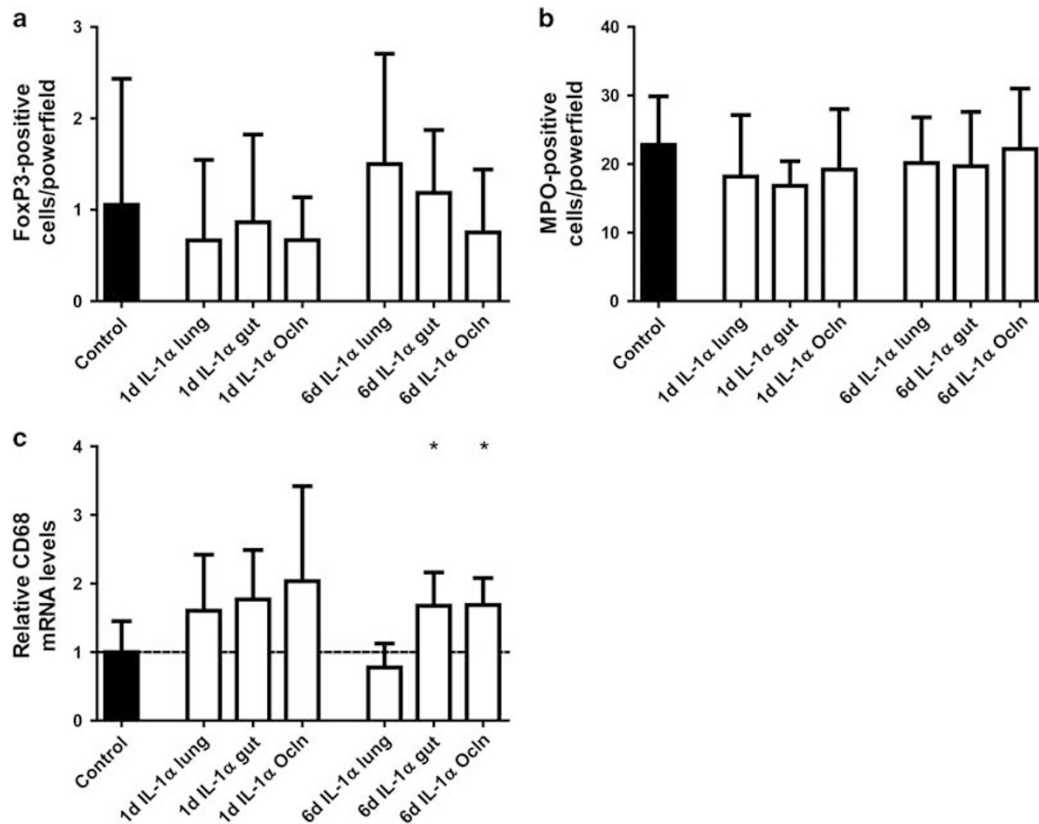 a
FoxP3-positive
cells/powerfield
3
2
1
0
Control
1d IL-1α lung
1d IL-1α gut
1d IL-1α Ocln
6d IL-1α lung
6d IL-1α gut
6d IL-1α Ocln
b
MPO-positive
cells/powerfield
40
30
20
10
0
Control
1d IL-1α lung
1d IL-1α gut
1d IL-1α Ocln
6d IL-1α lung
6d IL-1α gut
6d IL-1α Ocln
c
Relative CD68
mRNA levels
4
3
2
1
0
* *
Control
1d IL-1α lung
1d IL-1α gut
1d IL-1α Ocln
6d IL-1α lung
6d IL-1α gut
6d IL-1α Ocln